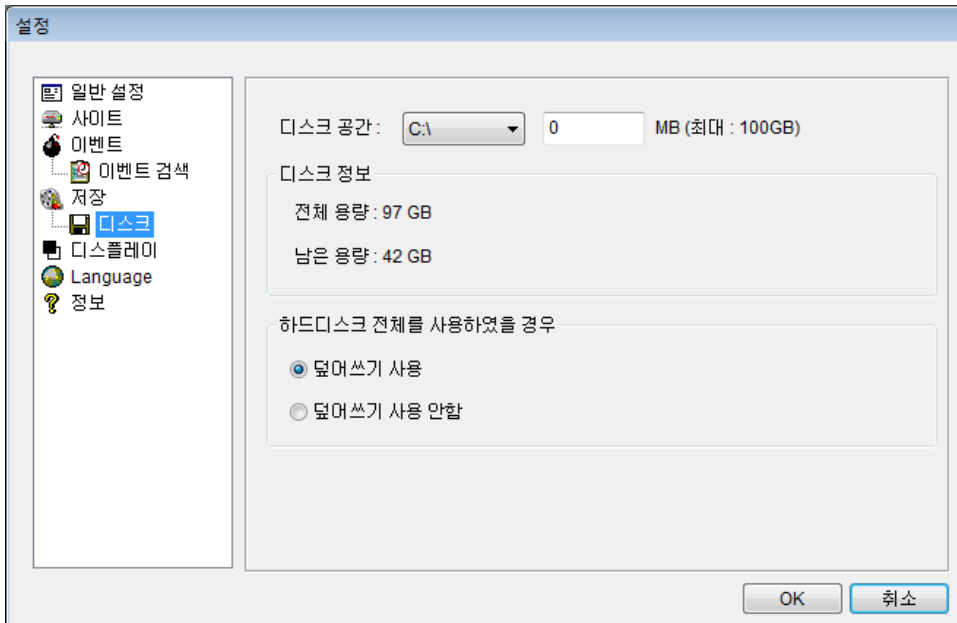 설정
일반 설정
사이트
이벤트
이벤트 검색
저장
디스크
디스플레이
Language
정보
디스크 공간 : C:\ 0 MB (최대 : 100GB)
디스크 정보
전체 용량 : 97 GB
남은 용량 : 42 GB
하드디스크 전체를 사용하였을 경우
덮어쓰기 사용
덮어쓰기 사용 안함
OK 취소